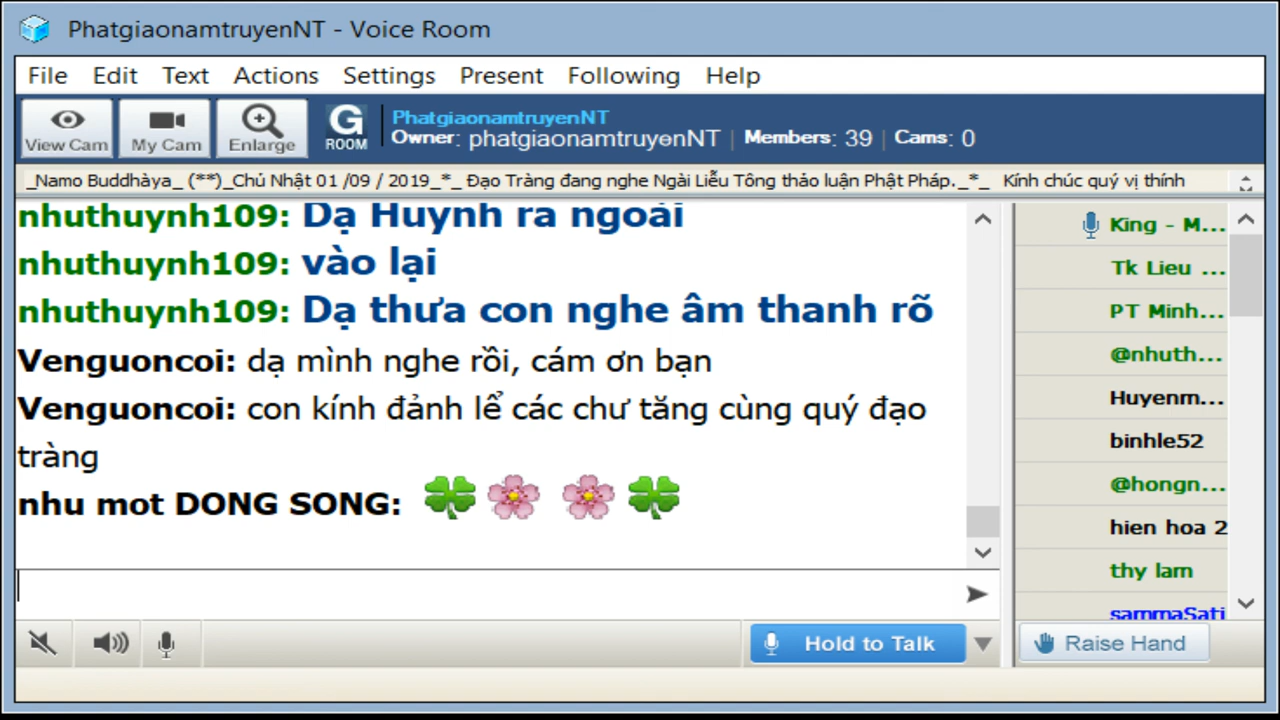 PhatgiaonamtruyenNT - Voice Room
File Edit Text Actions Settings Present Following Help
View Cam My Cam Enlarge G ROOM
PhatgiaonamtruyenNT
Owner: phatgiaonamtruyenNT | Members: 39 | Cams: 0
_Namo Buddhàya_ (**)_Chủ Nhật 01 /09 / 2019_*_ Đạo Tràng đang nghe Ngài Liễu Tông thảo luận Phật Pháp._*_ Kính chúc quý vị thính
nhuthuynh109: Dạ Huynh ra ngoài
nhuthuynh109: vào lại
nhuthuynh109: Dạ thưa con nghe âm thanh rõ
Venguoncoi: dạ mình nghe rồi, cám ơn bạn
Venguoncoi: con kính đảnh lể các chư tăng cùng quý đạo
tràng
nhu mot DONG SONG:
King - M...
Tk Lieu ...
PT Minh...
@nhuth...
Huyenm...
binhle52
@hongn...
hien hoa 2
thy lam
sammaSati
Hold to Talk
Raise Hand